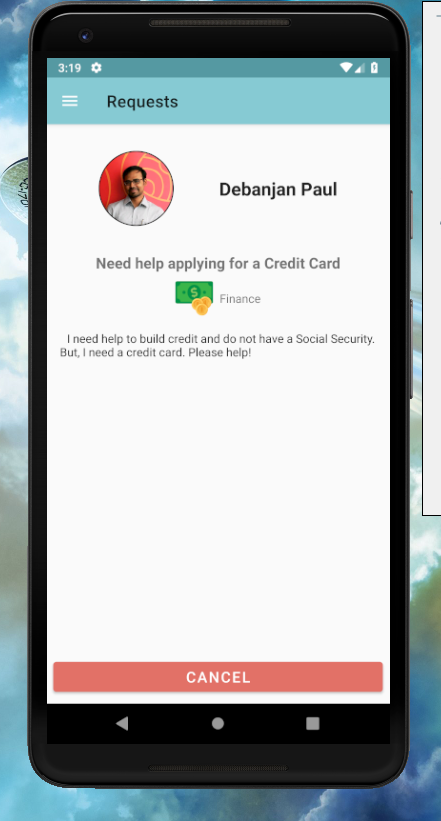 3:19
Requests
Debanjan Paul
Need help applying for a Credit Card
Finance
I need help to build credit and do not have a Social Security.
But, I need a credit card. Please help!
CANCEL